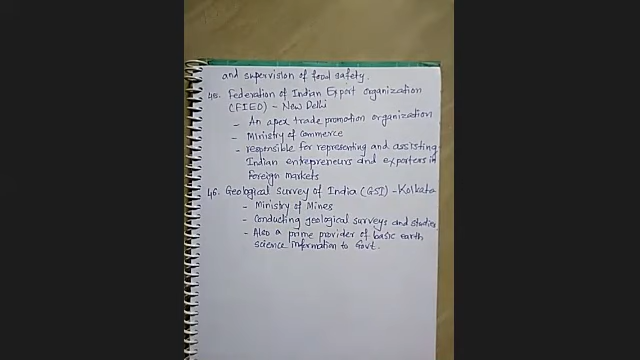 and supervision of food safety.
45. Federation of Indian Export Organization
(FIEO) - New Delhi
- An apex trade promotion organization
- Ministry of Commerce
- responsible for representing and assisting
Indian entrepreneurs and exporters in
Foreign markets
46. Geological Survey of India (GSI) - Kolkata
- Ministry of Mines
- Conducting geological surveys and studies
- Also a prime provider of basic earth
science information to Govt.